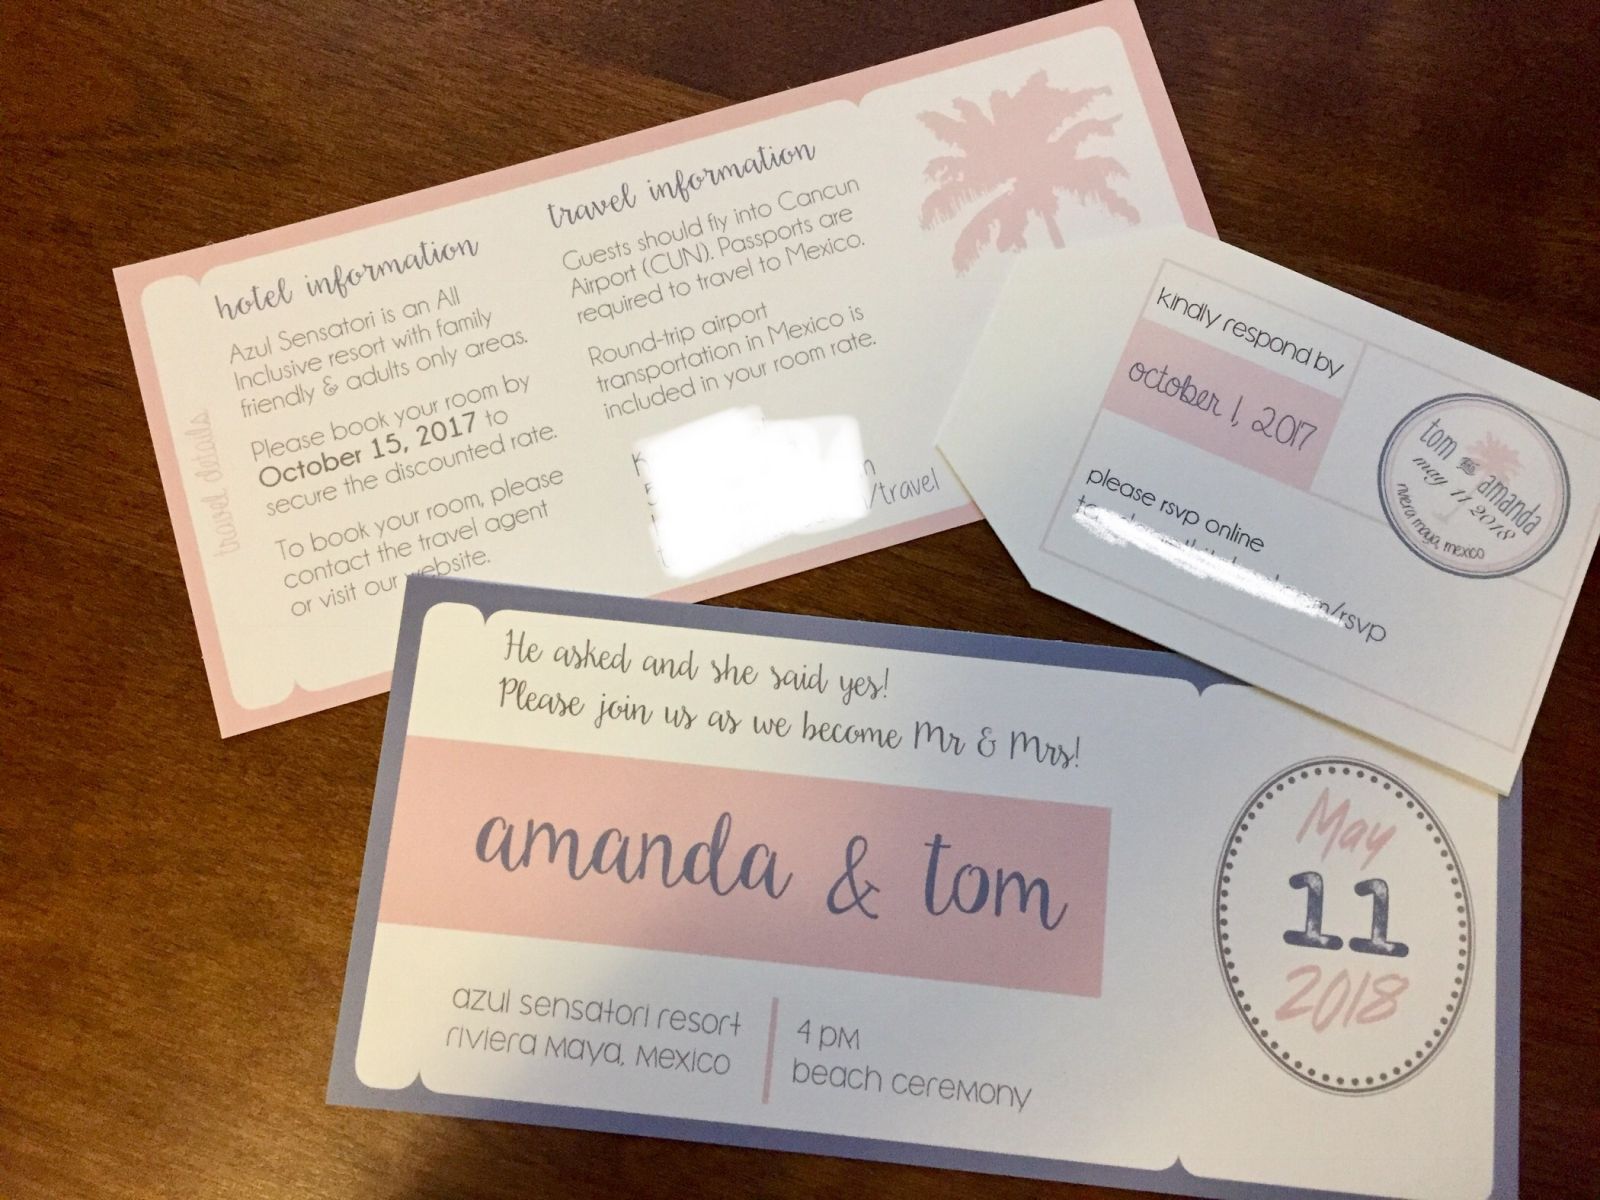 travel details
hotel information
Azul Sensatori is an All
Inclusive resort with family
friendly & adults only areas.
Please book your room by
October 15, 2017 to
secure the discounted rate.
To book your room, please
contact the travel agent
or visit our website.
travel information
Guests should fly into Cancun
Airport (CUN). Passports are
required to travel to Mexico.
Round-trip airport
transportation in Mexico is
included in your room rate.
/travel
kindly respond by
october 1, 2017
please rsvp online
/rsvp
tom and amanda
may 11 2018
riviera maya, mexico
He asked and she said yes!
Please join us as we become Mr & Mrs!
amanda & tom
azul sensatori resort
riviera Maya, Mexico
4 pM
beach cereMony
May
11
2018